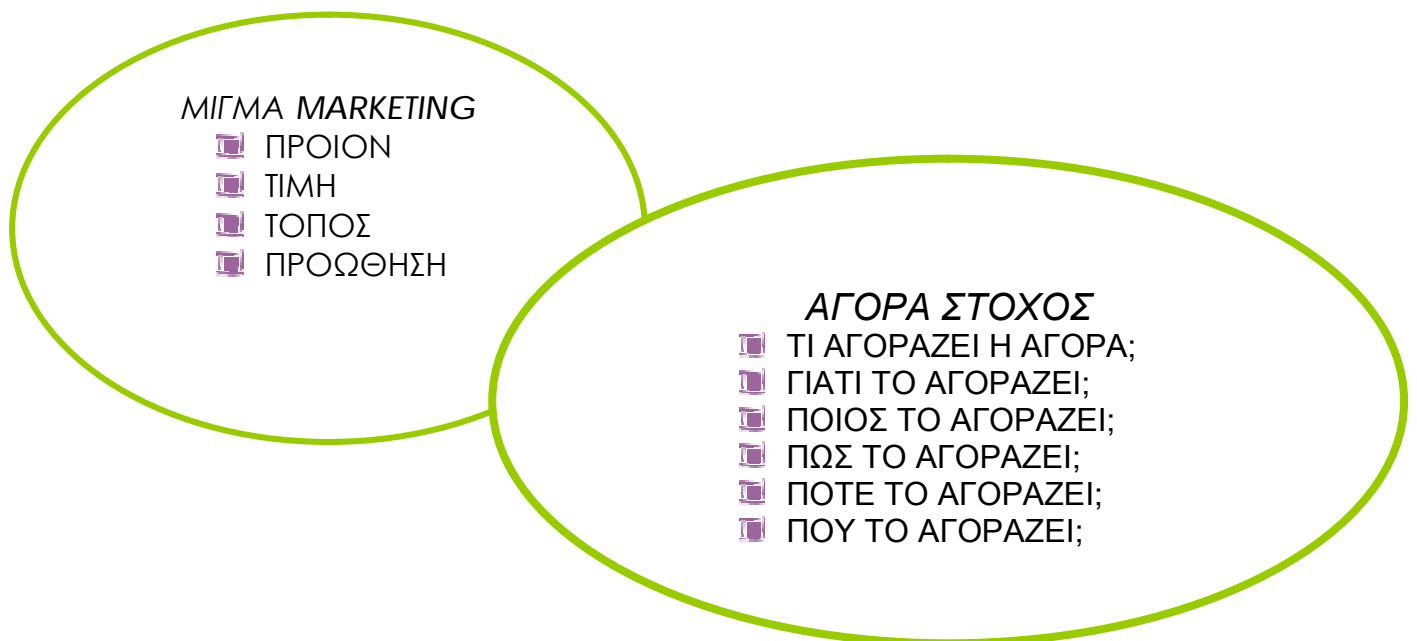 ΜΙΓΜΑ MARKETING
ΠΡΟΙΟΝ
ΤΙΜΗ
ΤΟΠΟΣ
ΠΡΟΩΘΗΣΗ
ΑΓΟΡΑ ΣΤΟΧΟΣ
ΤΙ ΑΓΟΡΑΖΕΙ Η ΑΓΟΡΑ;
ΓΙΑΤΙ ΤΟ ΑΓΟΡΑΖΕΙ;
ΠΟΙΟΣ ΤΟ ΑΓΟΡΑΖΕΙ;
ΠΩΣ ΤΟ ΑΓΟΡΑΖΕΙ;
ΠΟΤΕ ΤΟ ΑΓΟΡΑΖΕΙ;
ΠΟΥ ΤΟ ΑΓΟΡΑΖΕΙ;